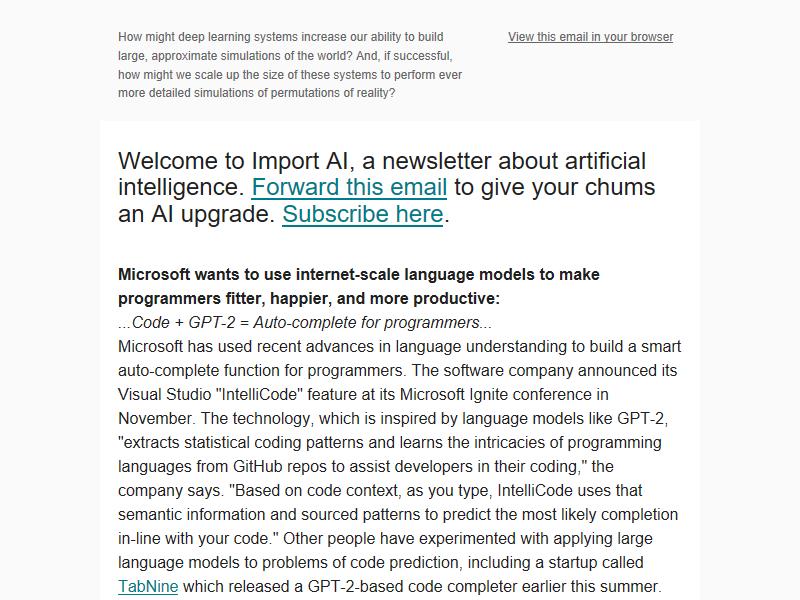 How might deep learning systems increase our ability to build
large, approximate simulations of the world? And, if successful,
how might we scale up the size of these systems to perform ever
more detailed simulations of permutations of reality?
View this email in your browser
Welcome to Import AI, a newsletter about artificial
intelligence. Forward this email to give your chums
an AI upgrade. Subscribe here.
Microsoft wants to use internet-scale language models to make
programmers fitter, happier, and more productive:
...Code + GPT-2 = Auto-complete for programmers...
Microsoft has used recent advances in language understanding to build a smart
auto-complete function for programmers. The software company announced its
Visual Studio "IntelliCode" feature at its Microsoft Ignite conference in
November. The technology, which is inspired by language models like GPT-2,
"extracts statistical coding patterns and learns the intricacies of programming
languages from GitHub repos to assist developers in their coding," the
company says. "Based on code context, as you type, IntelliCode uses that
semantic information and sourced patterns to predict the most likely completion
in-line with your code." Other people have experimented with applying large
language models to problems of code prediction, including a startup called
TabNine which released a GPT-2-based code completer earlier this summer.